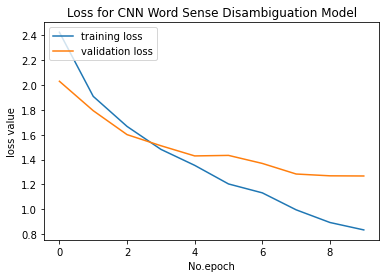 Loss for CNN Word Sense Disambiguation Model
training loss
validation loss
2.4
2.2
2.0
1.8
1.6
1.4
1.2
1.0
0.8
loss value
0 2 4 6 8
No.epoch